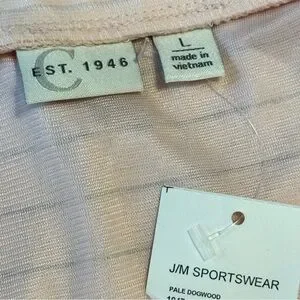 C
EST. 1946
L
made in
vietnam
J/M SPORTSWEAR
PALE DOGWOOD